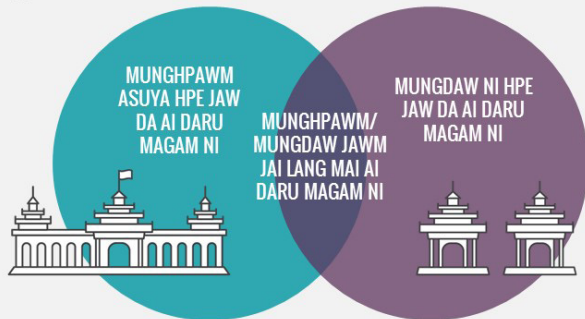 MUNGHPAWM
ASUYA HPE JAW
DA AI DARU
MAGAM NI
MUNGHPAWM/
MUNGDAW JAWM
JAI LANG MAI AI
DARU MAGAM NI
MUNGDAW NI HPE
JAW DA AI DARU
MAGAM NI